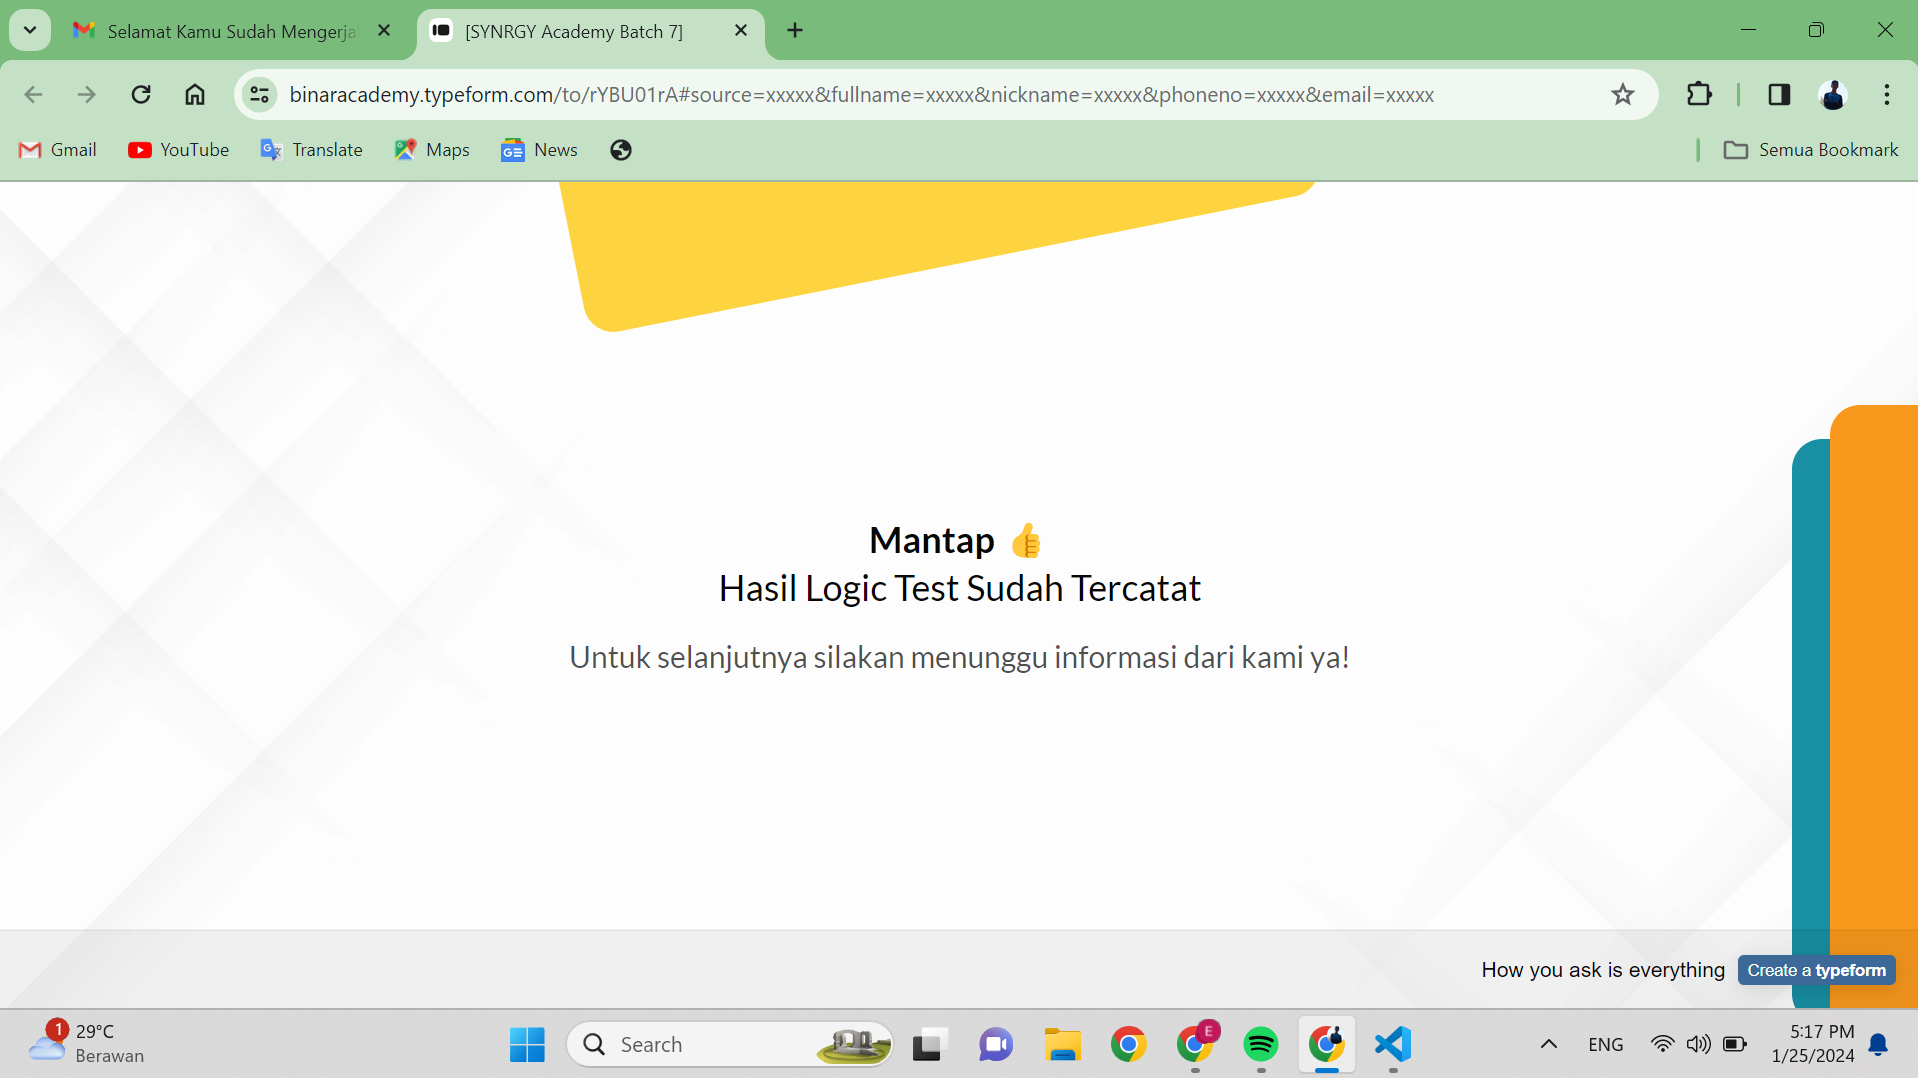 Selamat Kamu Sudah Mengerja
[SYNRGY Academy Batch 7]
binaracademy.typeform.com/to/rYBU01rA#source=xxxxx&fullname=xxxxx&nickname=xxxxx&phoneno=xxxxx&email=xxxxx
Gmail
YouTube
Translate
Maps
News
Semua Bookmark
Mantap 👍
Hasil Logic Test Sudah Tercatat
Untuk selanjutnya silakan menunggu informasi dari kami ya!
How you ask is everything
Create a typeform
1
29°C
Berawan
Search
E
ENG
5:17 PM
1/25/2024